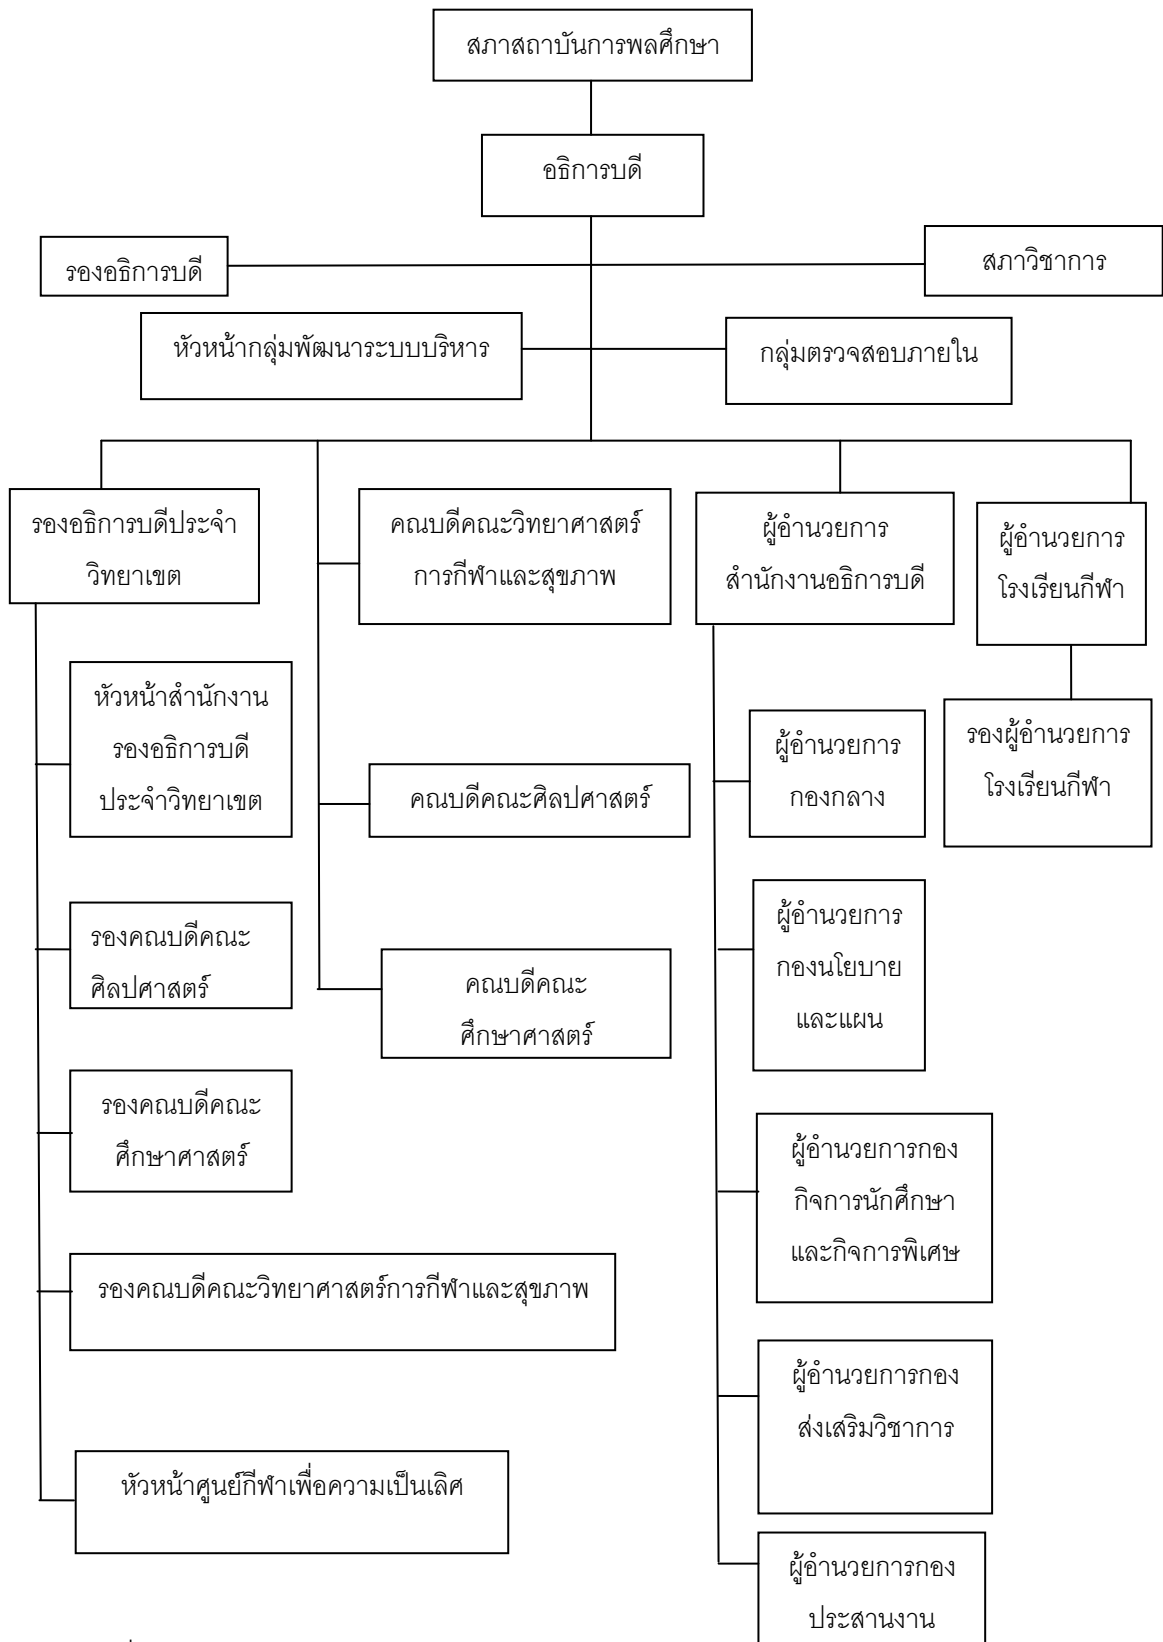 สภาสถาบันการพลศึกษา
อธิการบดี
รองอธิการบดี
สภาวิชาการ
หัวหน้ากลุ่มพัฒนาระบบบริหาร
กลุ่มตรวจสอบภายใน
รองอธิการบดีประจำ
วิทยาเขต
คณบดีคณะวิทยาศาสตร์
การกีฬาและสุขภาพ
ผู้อำนวยการ
สำนักงานอธิการบดี
ผู้อำนวยการ
โรงเรียนกีฬา
หัวหน้าสำนักงาน
รองอธิการบดี
ประจำวิทยาเขต
คณบดีคณะศิลปศาสตร์
ผู้อำนวยการ
กองกลาง
รองผู้อำนวยการ
โรงเรียนกีฬา
รองคณบดีคณะ
ศิลปศาสตร์
คณบดีคณะ
ศึกษาศาสตร์
ผู้อำนวยการ
กองนโยบาย
และแผน
รองคณบดีคณะ
ศึกษาศาสตร์
ผู้อำนวยการกอง
กิจการนักศึกษา
และกิจการพิเศษ
รองคณบดีคณะวิทยาศาสตร์การกีฬาและสุขภาพ
ผู้อำนวยการกอง
ส่งเสริมวิชาการ
หัวหน้าศูนย์กีฬาเพื่อความเป็นเลิศ
ผู้อำนวยการกอง
ประสานงาน